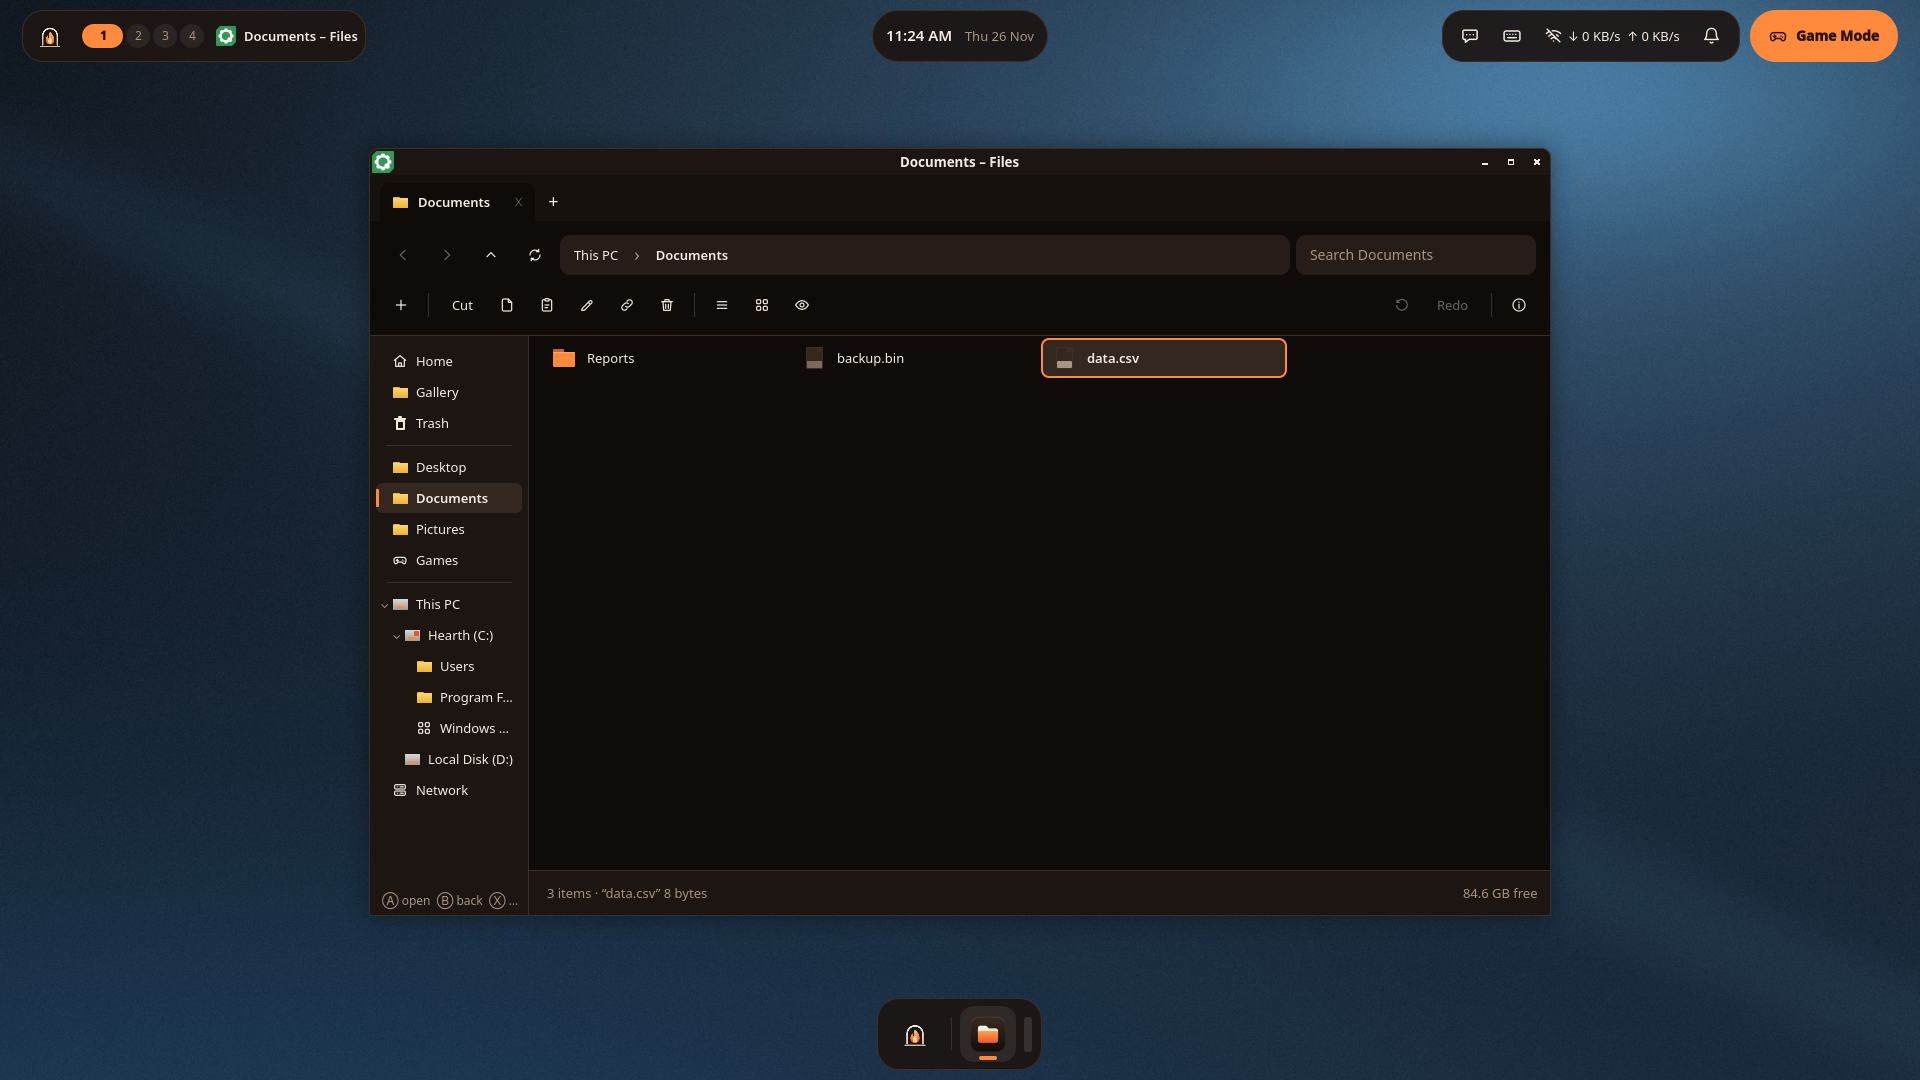 1 2 3 4 Documents – Files
11:24 AM Thu 26 Nov
↓ 0 KB/s ↑ 0 KB/s
Game Mode
Documents – Files
Documents X +
This PC › Documents
Search Documents
Cut
Redo
Home
Gallery
Trash
Desktop
Documents
Pictures
Games
This PC
Hearth (C:)
Users
Program F...
Windows ...
Local Disk (D:)
Network
A open B back X ...
Reports
backup.bin
data.csv
3 items · “data.csv” 8 bytes
84.6 GB free